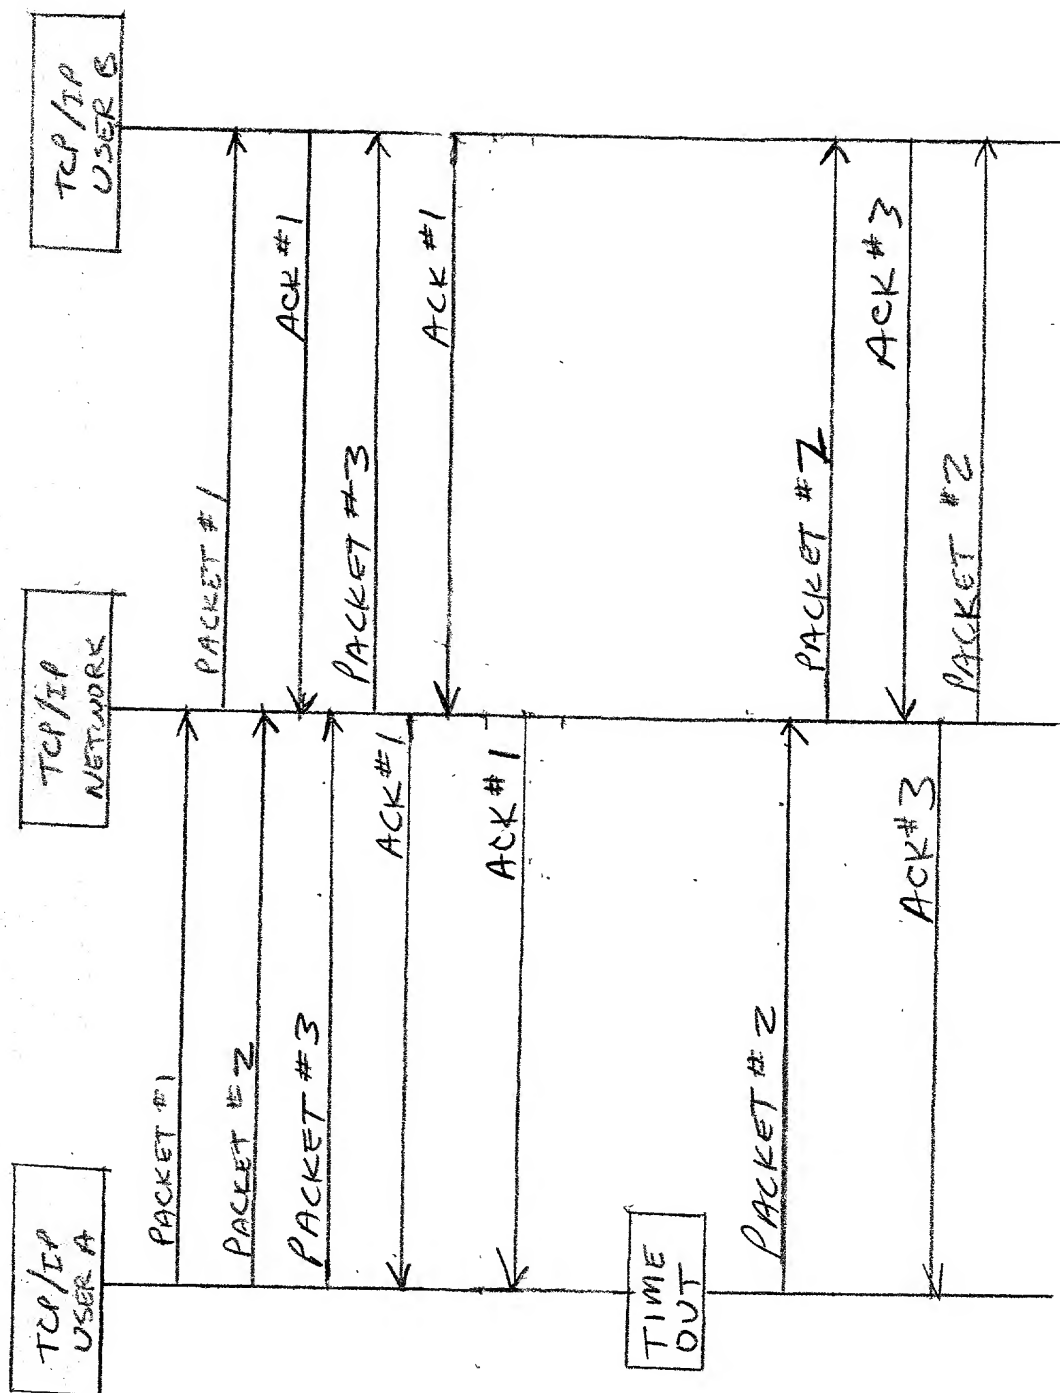 TCP/IP
USER A
TCP/IP
NETWORK
TCP/IP
USER B
PACKET #1
PACKET #1
PACKET #2
ACK #1
PACKET #3
PACKET #3
ACK #1
ACK #1
ACK #1
TIME
OUT
PACKET #2
PACKET #2
ACK #3
ACK #3
PACKET #2